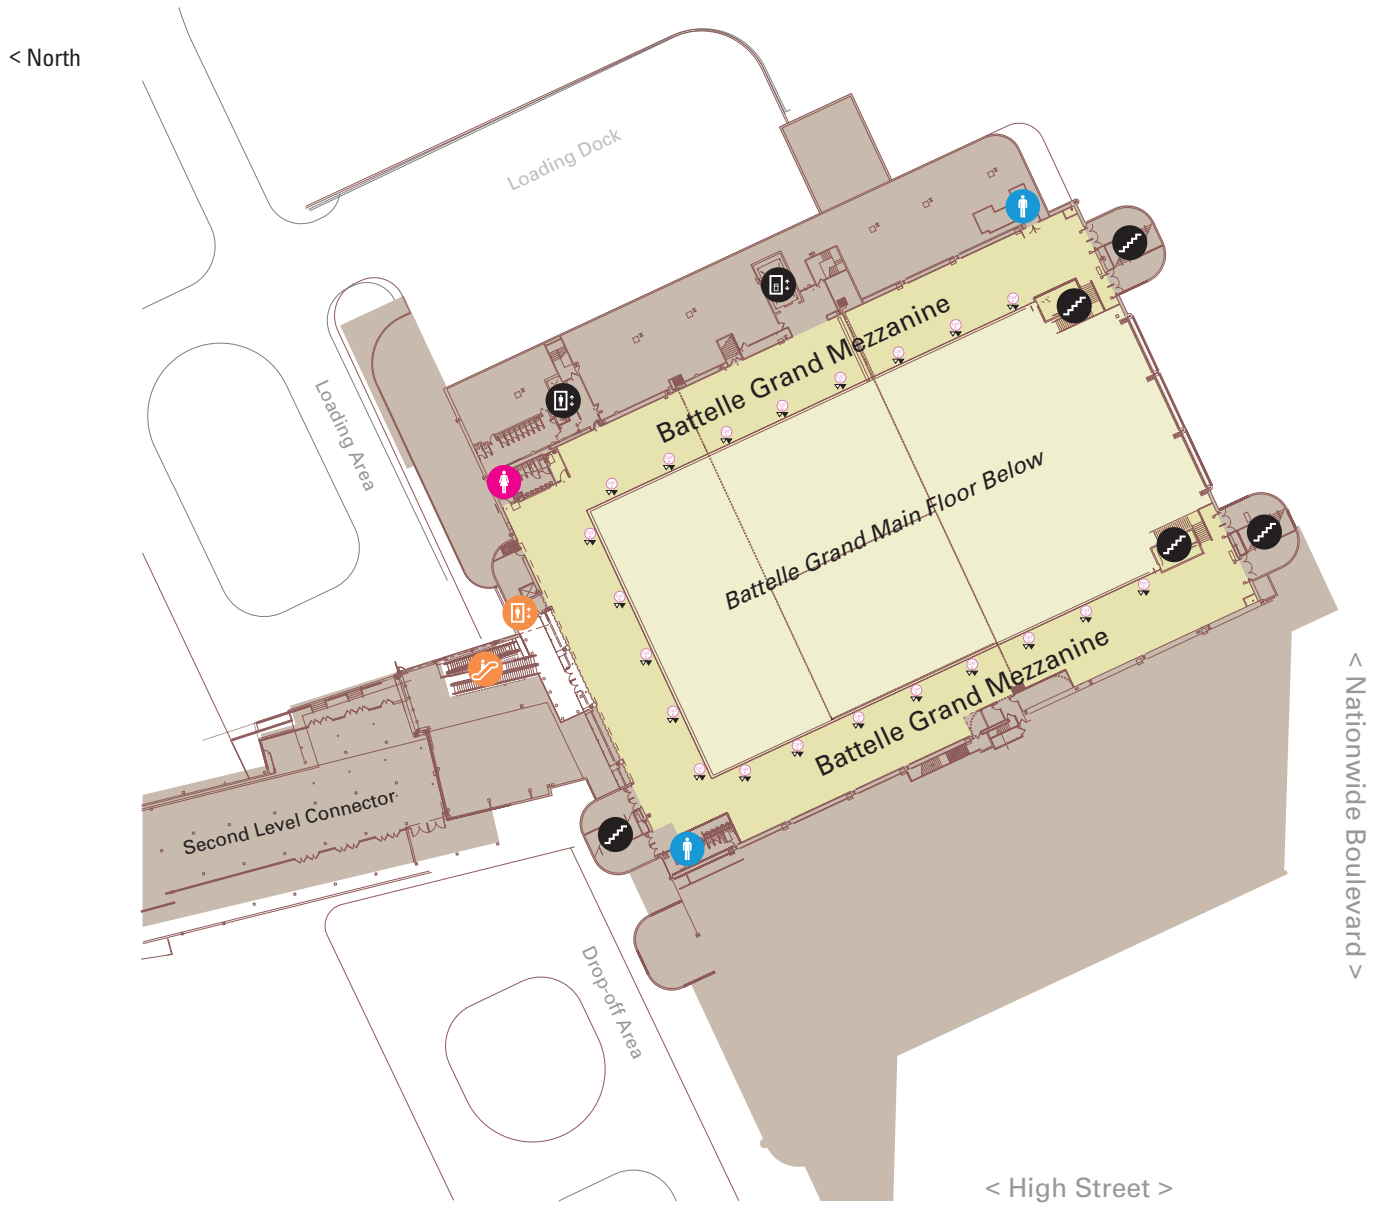 < North
Loading Dock
Battelle Grand Mezzanine
Loading Area
Battelle Grand Main Floor Below
Battelle Grand Mezzanine
< Nationwide Boulevard >
Second Level Connector
Drop-off Area
< High Street >